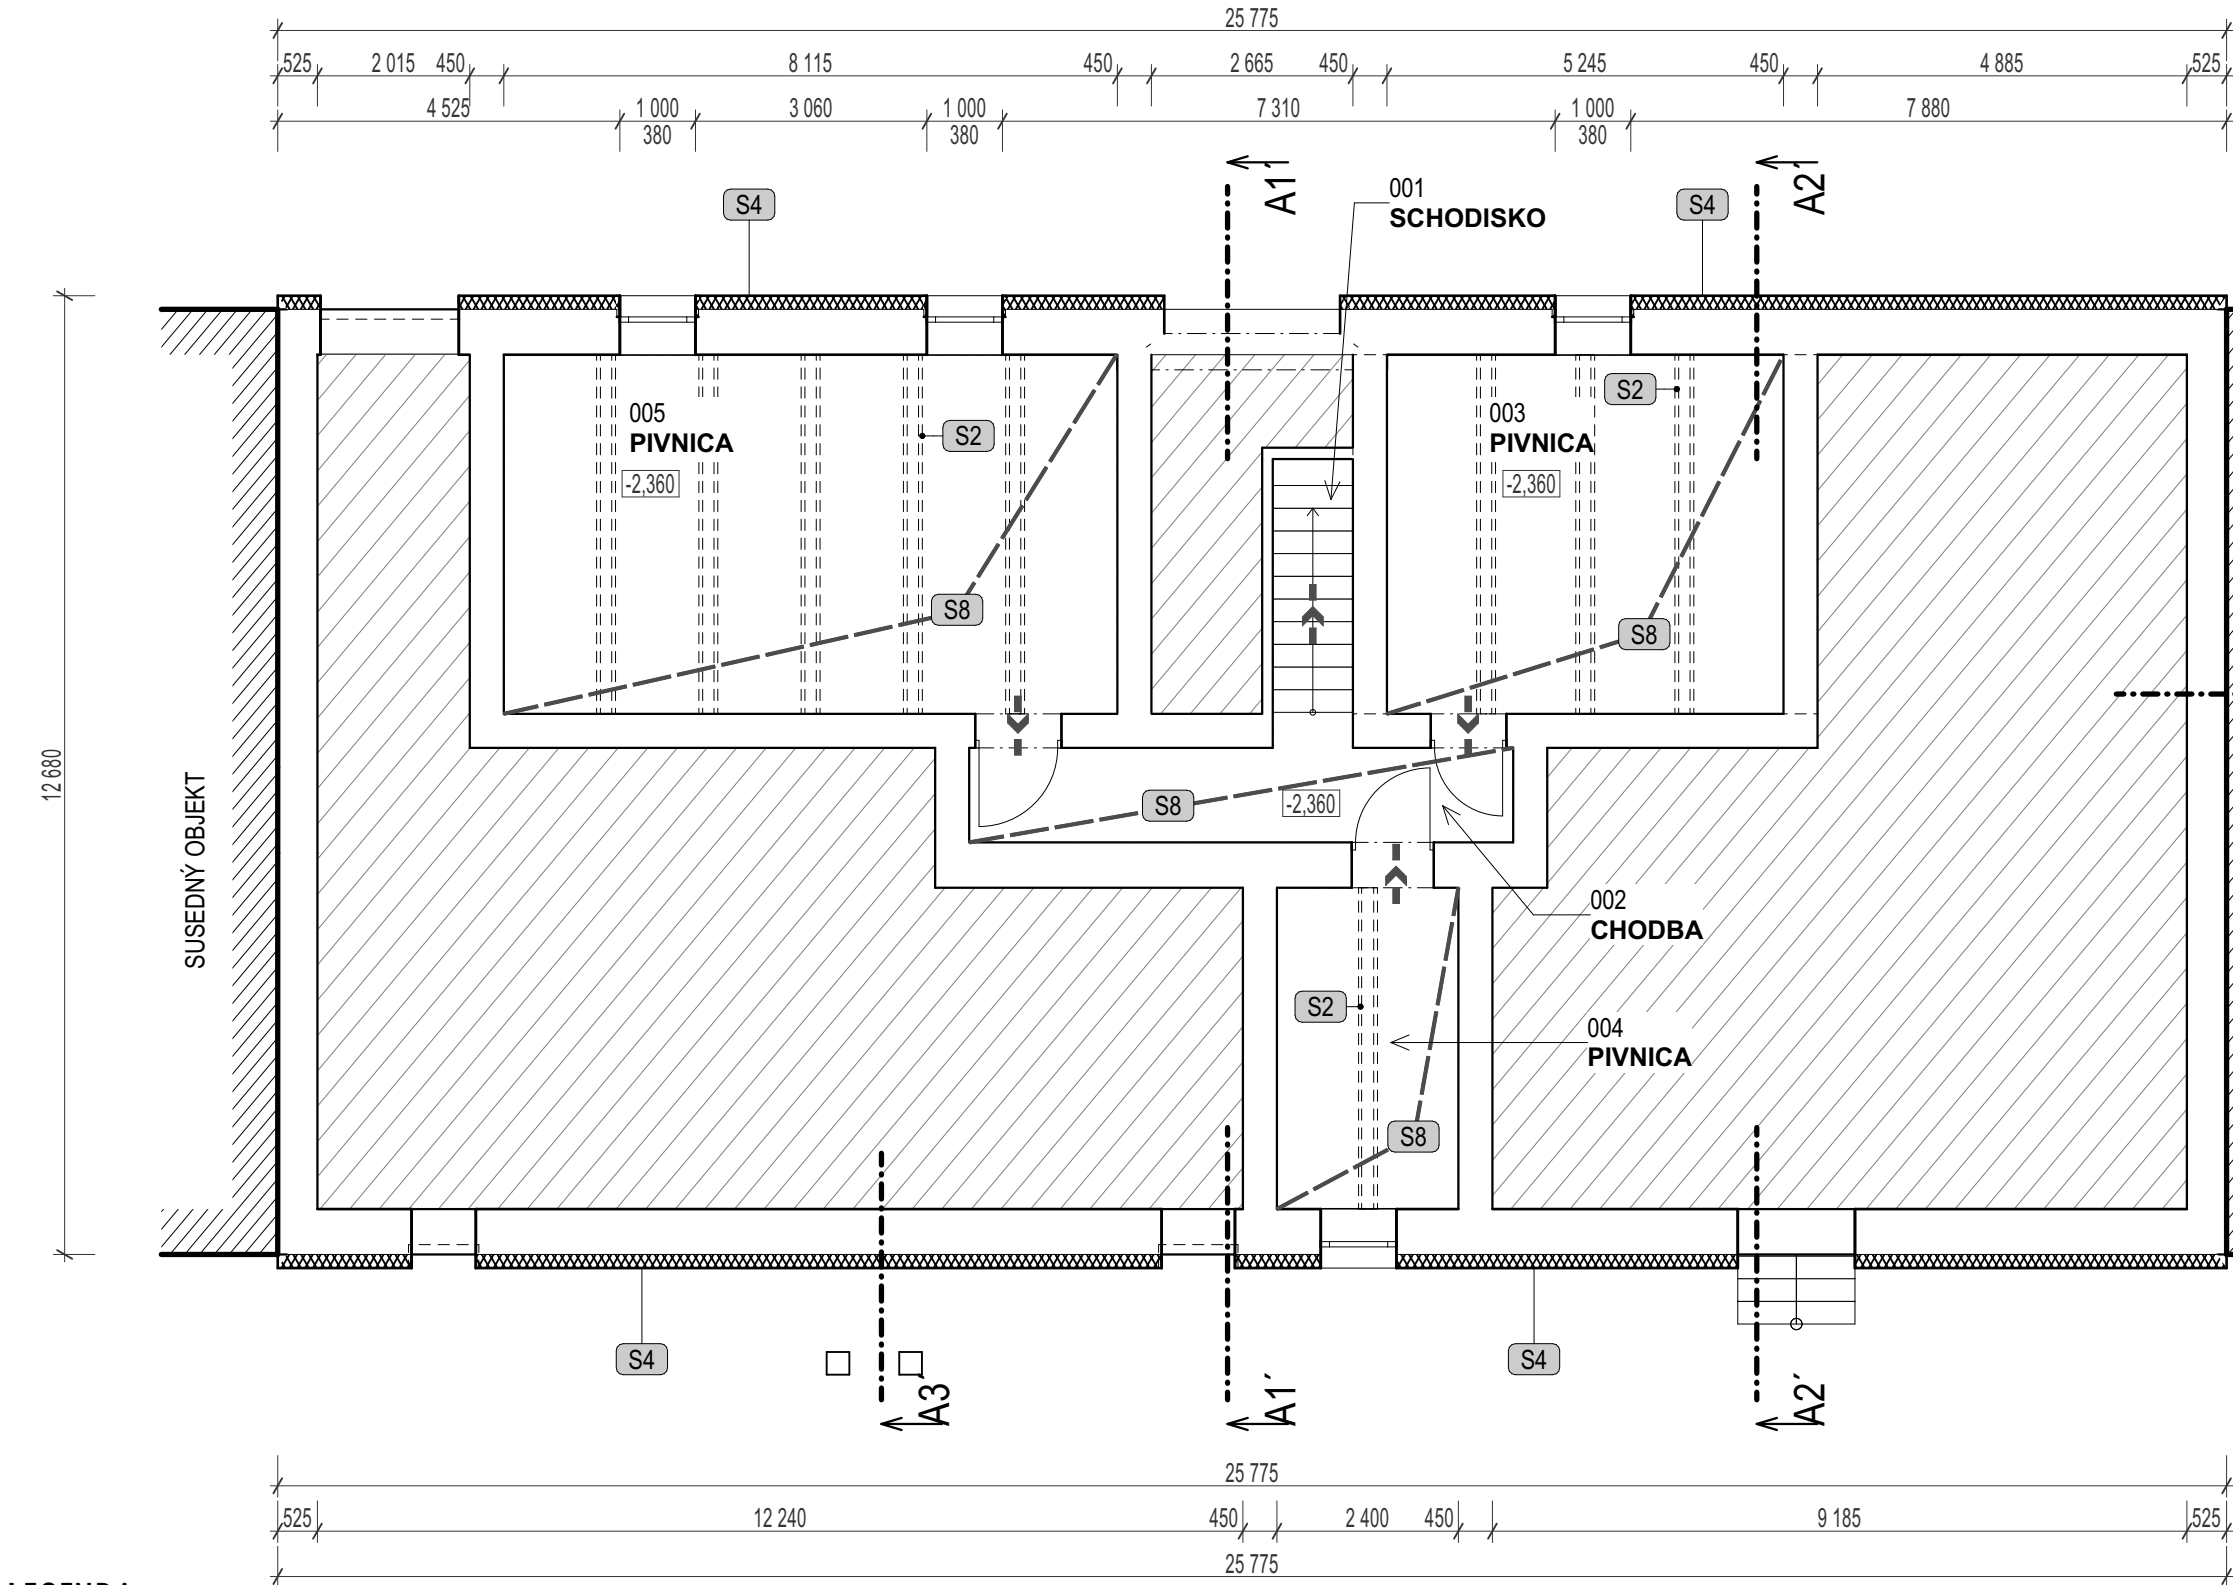 25 775
525 2 015 450 8 115 450 2 665 450 5 245 450 4 885 525
4 525 1 000 3 060 1 000 7 310 1 000 7 880
380 380 380
A1´ A2´
S4 S4
001
SCHODISKO
005
PIVNICA
-2,360
S2
S8
003
PIVNICA
-2,360
S2
S8
12 680
SUSEDNÝ OBJEKT
S8
-2,360
002
CHODBA
S2
004
PIVNICA
S8
S4 S4
A3´ A1´ A2´
25 775
525 12 240 450 2 400 450 9 185 525
25 775
LEGENDA